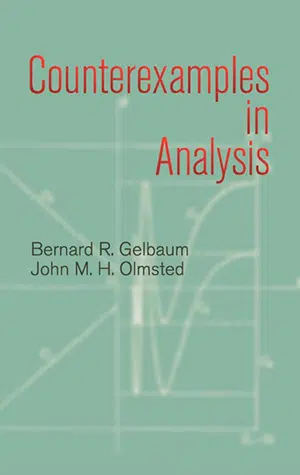 Counterexamples
in
Analysis
Bernard R. Gelbaum
John M. H. Olmsted